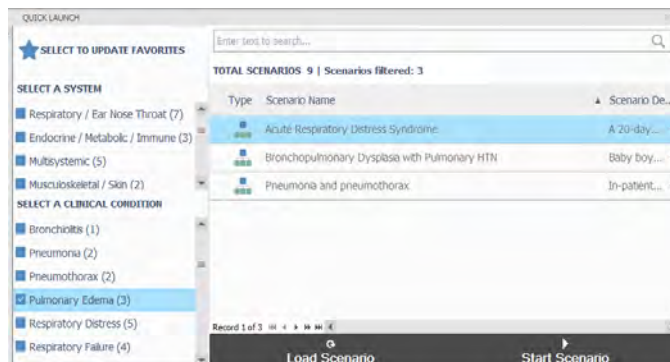 QUICK LAUNCH
SELECT TO UPDATE FAVORITES
SELECT A SYSTEM
Respiratory / Ear Nose Throat (7)
Endocrine / Metabolic / Immune (3)
Multisystemic (5)
Musculoskeletal / Skin (2)
SELECT A CLINICAL CONDITION
Bronchiolitis (1)
Pneumonia (2)
Pneumothorax (2)
Pulmonary Edema (3)
Respiratory Distress (5)
Respiratory Failure (4)
Enter text to search...
TOTAL SCENARIOS 9 | Scenarios filtered: 3
Type Scenario Name Scenario De...
Acute Respiratory Distress Syndrome A 20-day...
Bronchopulmonary Dysplasia with Pulmonary HTN Baby boy...
Pneumonia and pneumothorax In-patient...
Record 1 of 3
Load Scenario Start Scenario